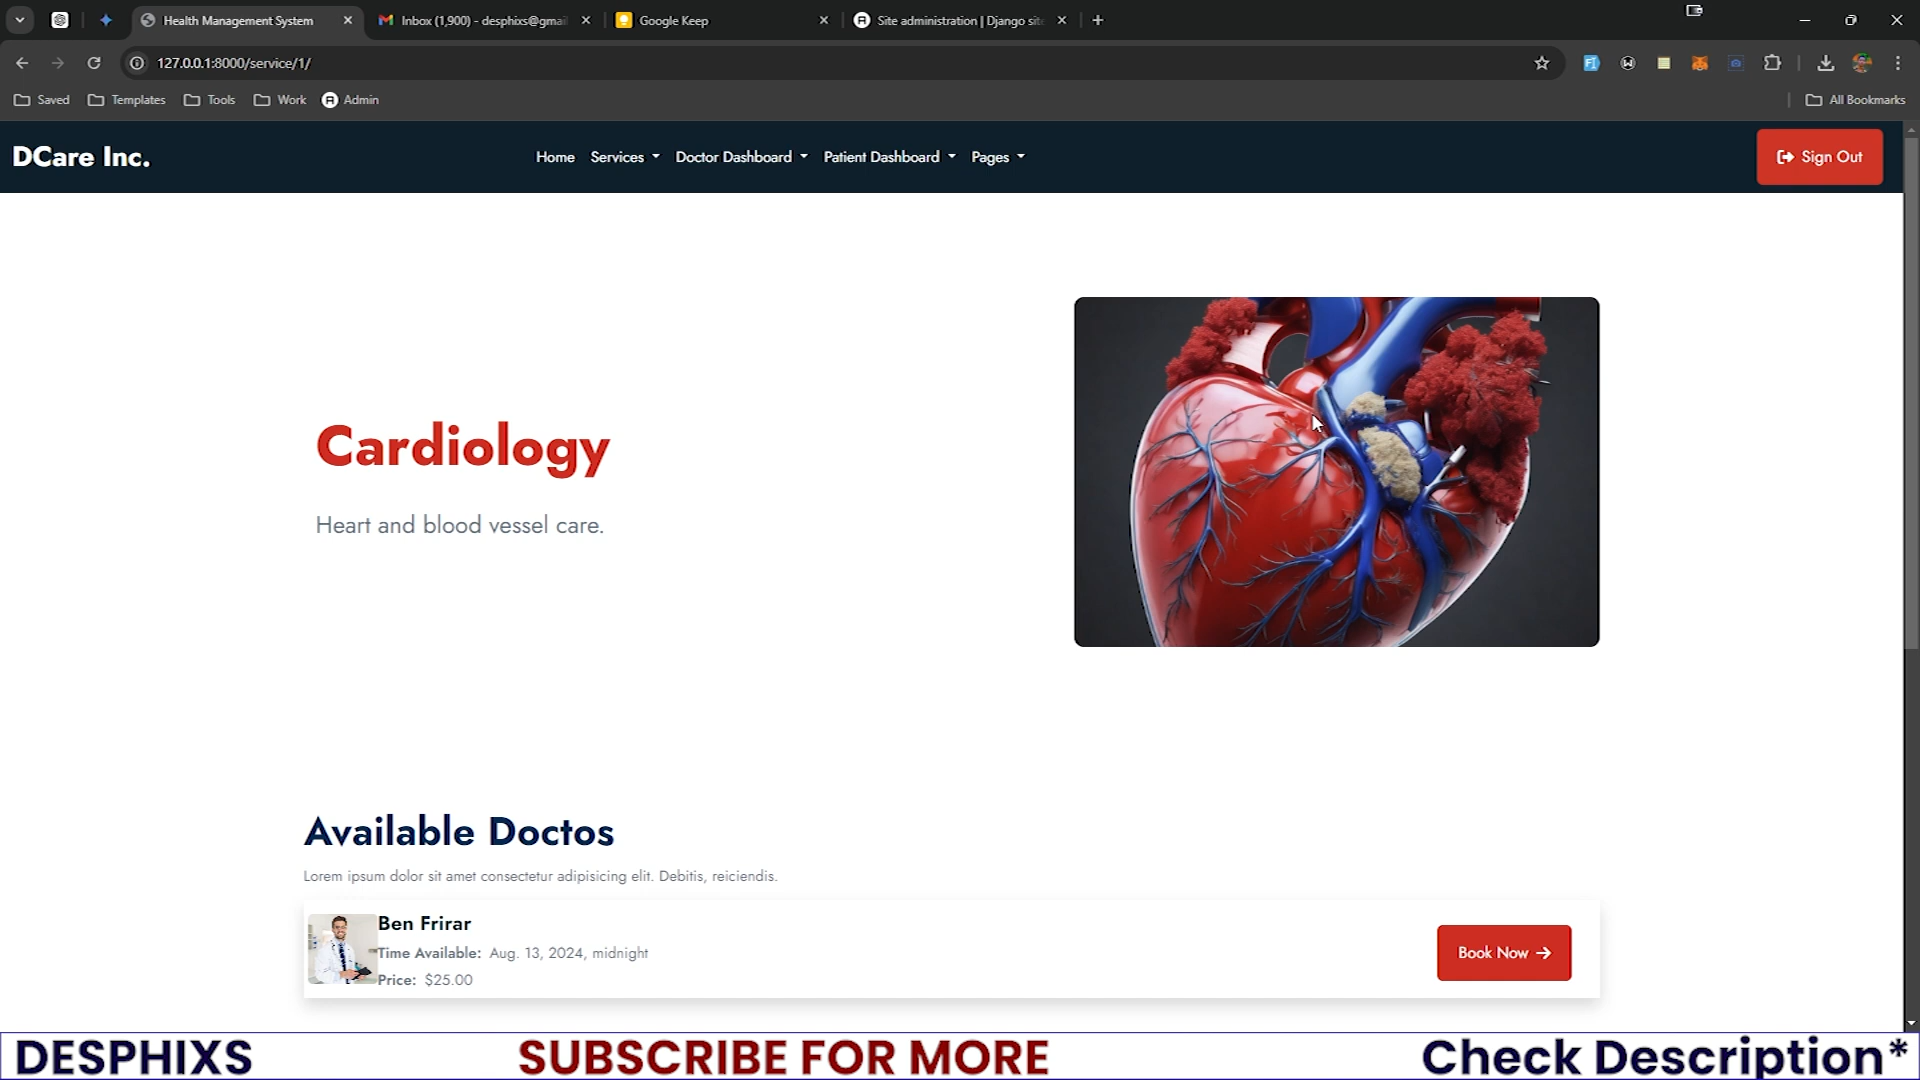 Health Management System
Inbox (1,900) - desphixs@gmai
Google Keep
Site administration | Django site
127.0.0.1:8000/service/1/
Saved
Templates
Tools
Work
Admin
All Bookmarks
DCare Inc.
Home
Services
Doctor Dashboard
Patient Dashboard
Pages
Sign Out
Cardiology
Heart and blood vessel care.
Available Doctos
Lorem ipsum dolor sit amet consectetur adipisicing elit. Debitis, reiciendis.
Ben Frirar
Time Available: Aug. 13, 2024, midnight
Price: $25.00
Book Now
DESPHIXS
SUBSCRIBE FOR MORE
Check Description*